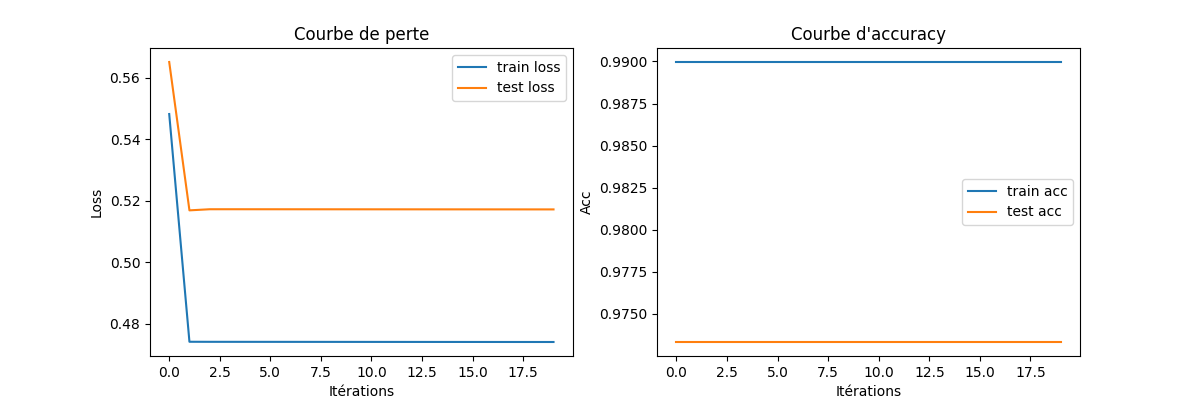 Courbe de perte
Loss
0.56
0.54
0.52
0.50
0.48
train loss
test loss
0.0 2.5 5.0 7.5 10.0 12.5 15.0 17.5
Itérations
Courbe d'accuracy
Acc
0.9900
0.9875
0.9850
0.9825
0.9800
0.9775
0.9750
train acc
test acc
0.0 2.5 5.0 7.5 10.0 12.5 15.0 17.5
Itérations